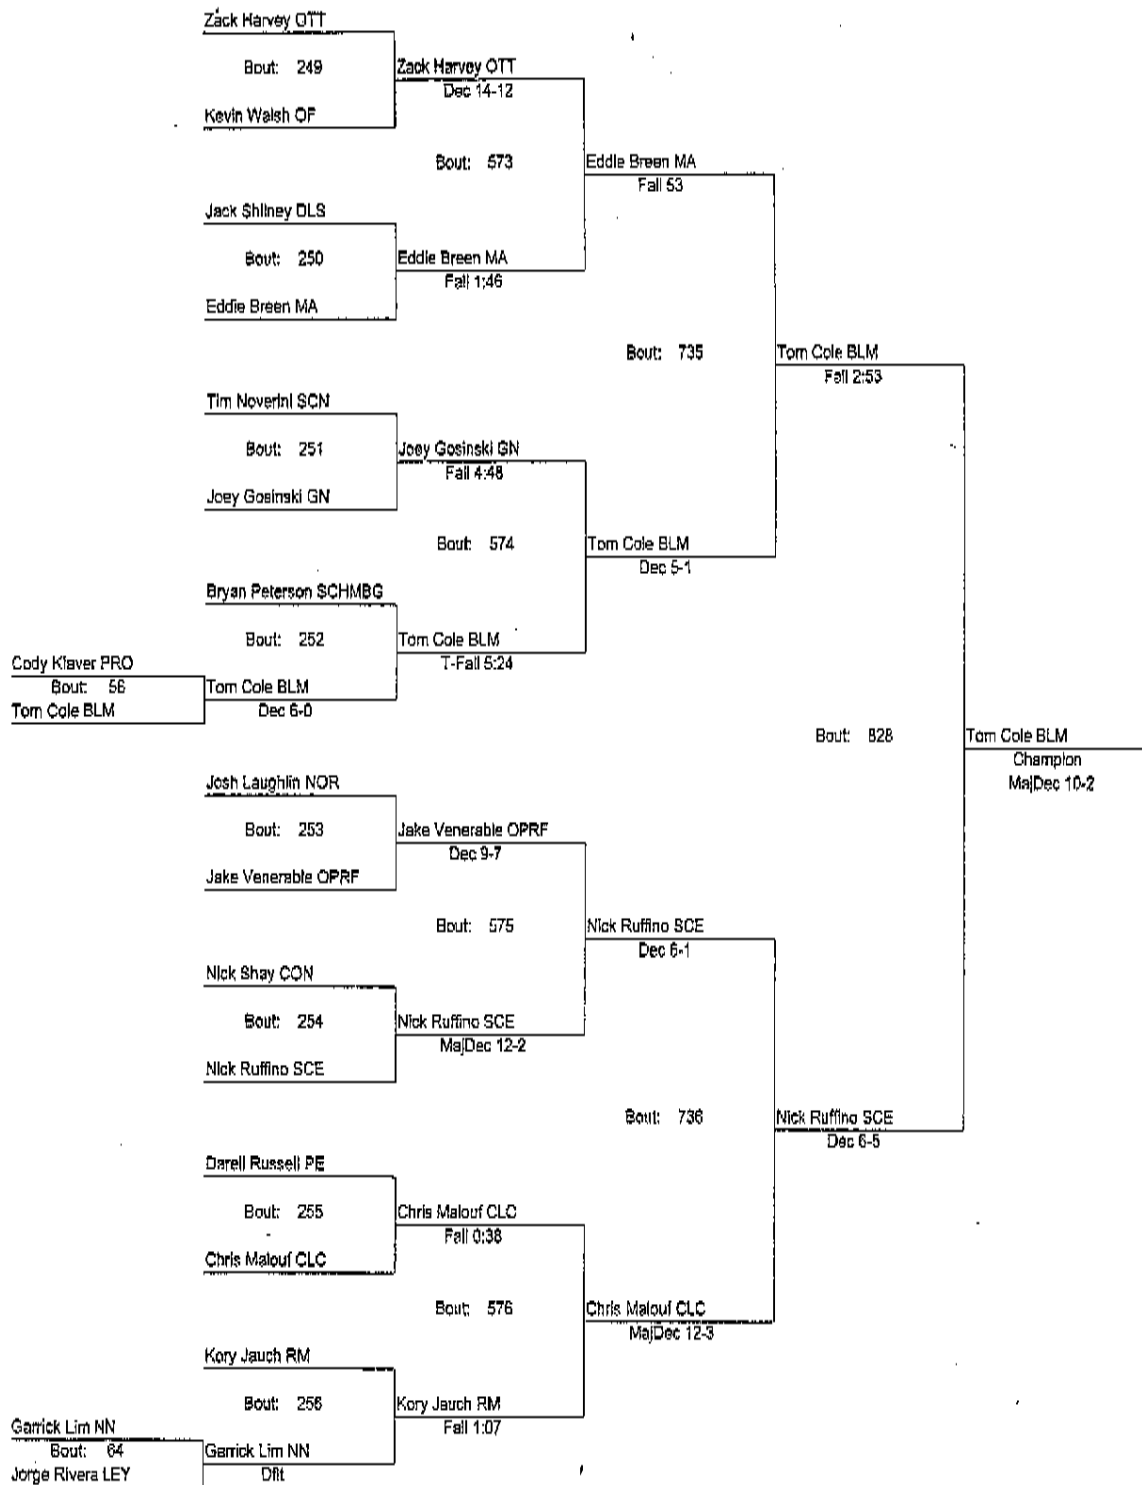 Zack Harvey OTT
Bout: 249
Zack Harvey OTT
Dec 14-12
Kevin Walsh OF
Bout: 573
Eddie Breen MA
Fall 53
Jack Shliney DLS
Bout: 250
Eddie Breen MA
Fall 1:46
Eddie Breen MA
Bout: 735
Tom Cole BLM
Fall 2:53
Tim Noverini SCN
Bout: 251
Joey Gosinski GN
Fall 4:48
Joey Gosinski GN
Bout: 574
Tom Cole BLM
Dec 5-1
Bryan Peterson SCHMBG
Bout: 252
Tom Cole BLM
T-Fall 5:24
Cody Klaver PRO
Bout: 56
Tom Cole BLM
Tom Cole BLM
Dec 6-0
Bout: 828
Tom Cole BLM
Champion
MajDec 10-2
Josh Laughlin NOR
Bout: 253
Jake Venerable OPRF
Dec 9-7
Jake Venerable OPRF
Bout: 575
Nick Ruffino SCE
Dec 6-1
Nick Shay CON
Bout: 254
Nick Ruffino SCE
MajDec 12-2
Nick Ruffino SCE
Bout: 736
Nick Ruffino SCE
Dec 6-5
Darell Russell PE
Bout: 255
Chris Malouf CLC
Fall 0:38
Chris Malouf CLC
Bout: 576
Chris Malouf CLC
MajDec 12-3
Kory Jauch RM
Bout: 256
Kory Jauch RM
Fall 1:07
Garrick Lim NN
Bout: 64
Garrick Lim NN
Dflt
Jorge Rivera LEY